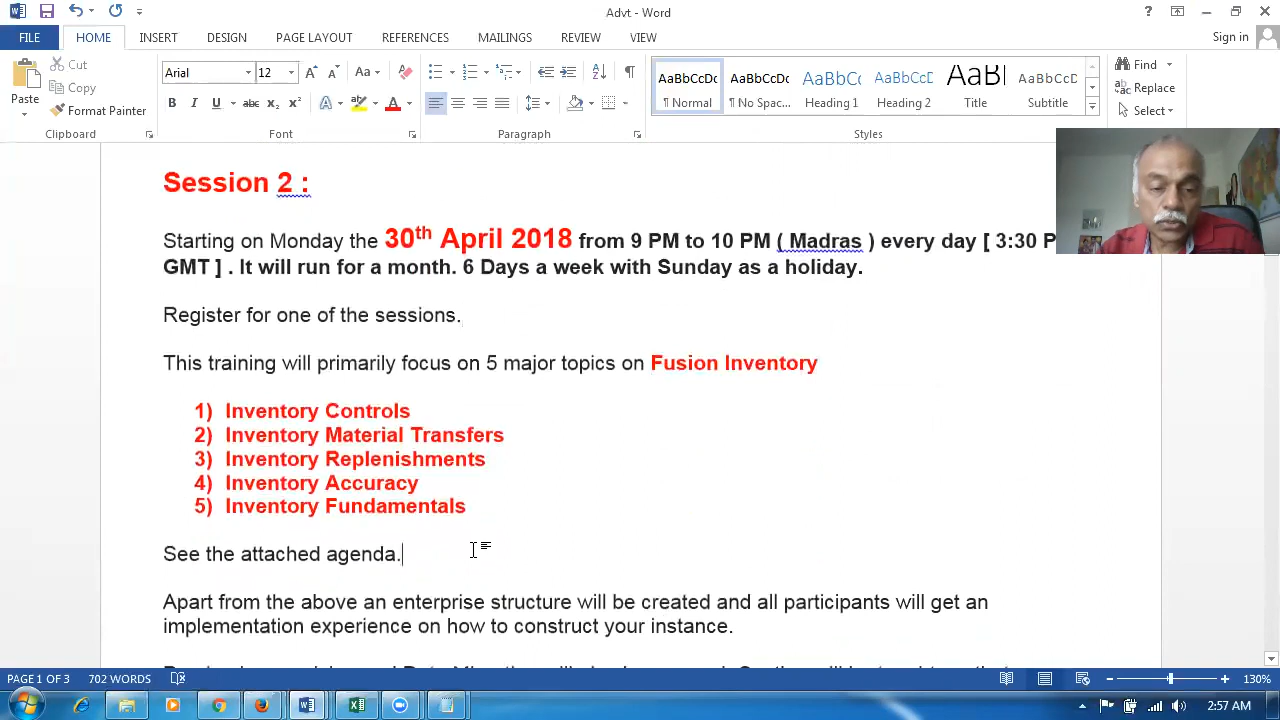 Advt - Word
FILE HOME INSERT DESIGN PAGE LAYOUT REFERENCES MAILINGS REVIEW VIEW Sign in
Cut
Copy
Format Painter
Paste
Clipboard
Arial 12
Font
Paragraph
AaBbCcDc AaBbCcDc AaBbCc AaBbCcD AaB AaBbCcD
¶ Normal ¶ No Spac... Heading 1 Heading 2 Title Subtitle
Styles
Find
Replace
Select
Session 2 :
Starting on Monday the 30th April 2018 from 9 PM to 10 PM ( Madras ) every day [ 3:30 P
GMT ] . It will run for a month. 6 Days a week with Sunday as a holiday.
Register for one of the sessions.
This training will primarily focus on 5 major topics on Fusion Inventory
1) Inventory Controls
2) Inventory Material Transfers
3) Inventory Replenishments
4) Inventory Accuracy
5) Inventory Fundamentals
See the attached agenda.
Apart from the above an enterprise structure will be created and all participants will get an
implementation experience on how to construct your instance.
PAGE 1 OF 3 702 WORDS 130%
2:57 AM